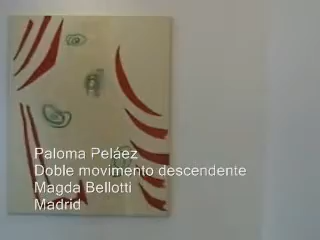 Paloma Peláez
Doble movimento descendente
Magda Bellotti
Madrid